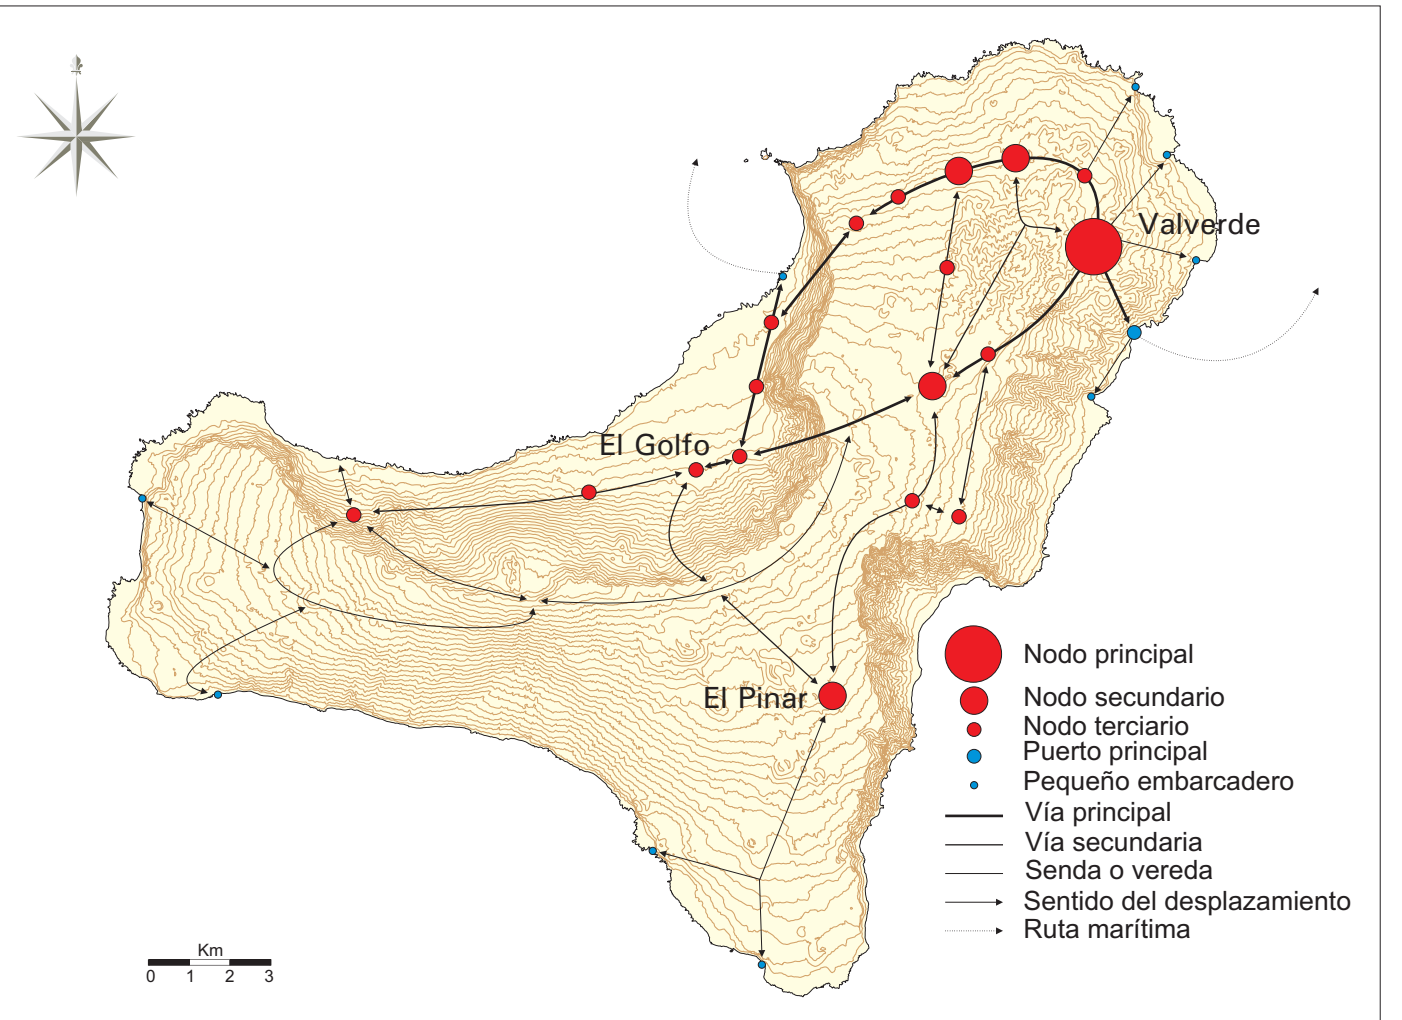 Valverde
El Golfo
El Pinar
Nodo principal
Nodo secundario
Nodo terciario
Puerto principal
Pequeño embarcadero
Vía principal
Vía secundaria
Senda o vereda
Sentido del desplazamiento
Ruta marítima
Km
0 1 2 3